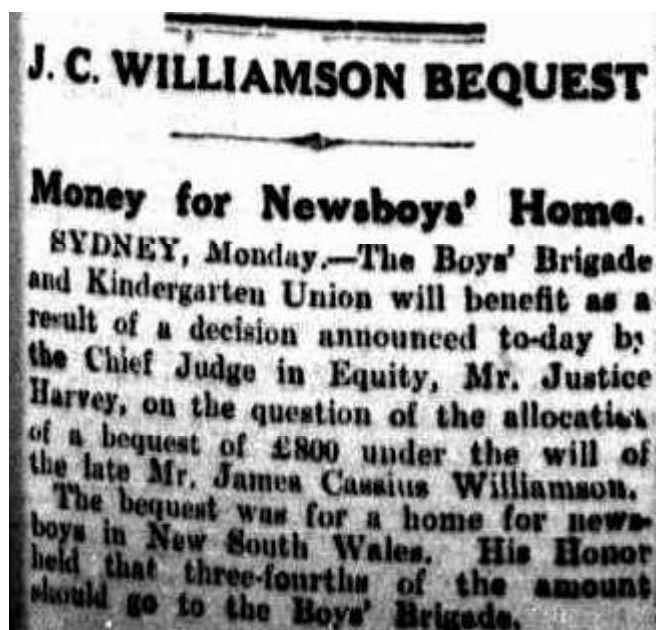 J. C. WILLIAMSON BEQUEST
Money for Newsboys' Home.
SYDNEY, Monday.—The Boys' Brigade
and Kindergarten Union will benefit as a
result of a decision announced to-day by
the Chief Judge in Equity, Mr. Justice
Harvey, on the question of the allocation
of a bequest of £800 under the will of
the late Mr. James Cassius Williamson.
The bequest was for a home for news-
boys in New South Wales. His Honor
held that three-fourths of the amount
should go to the Boys' Brigade.